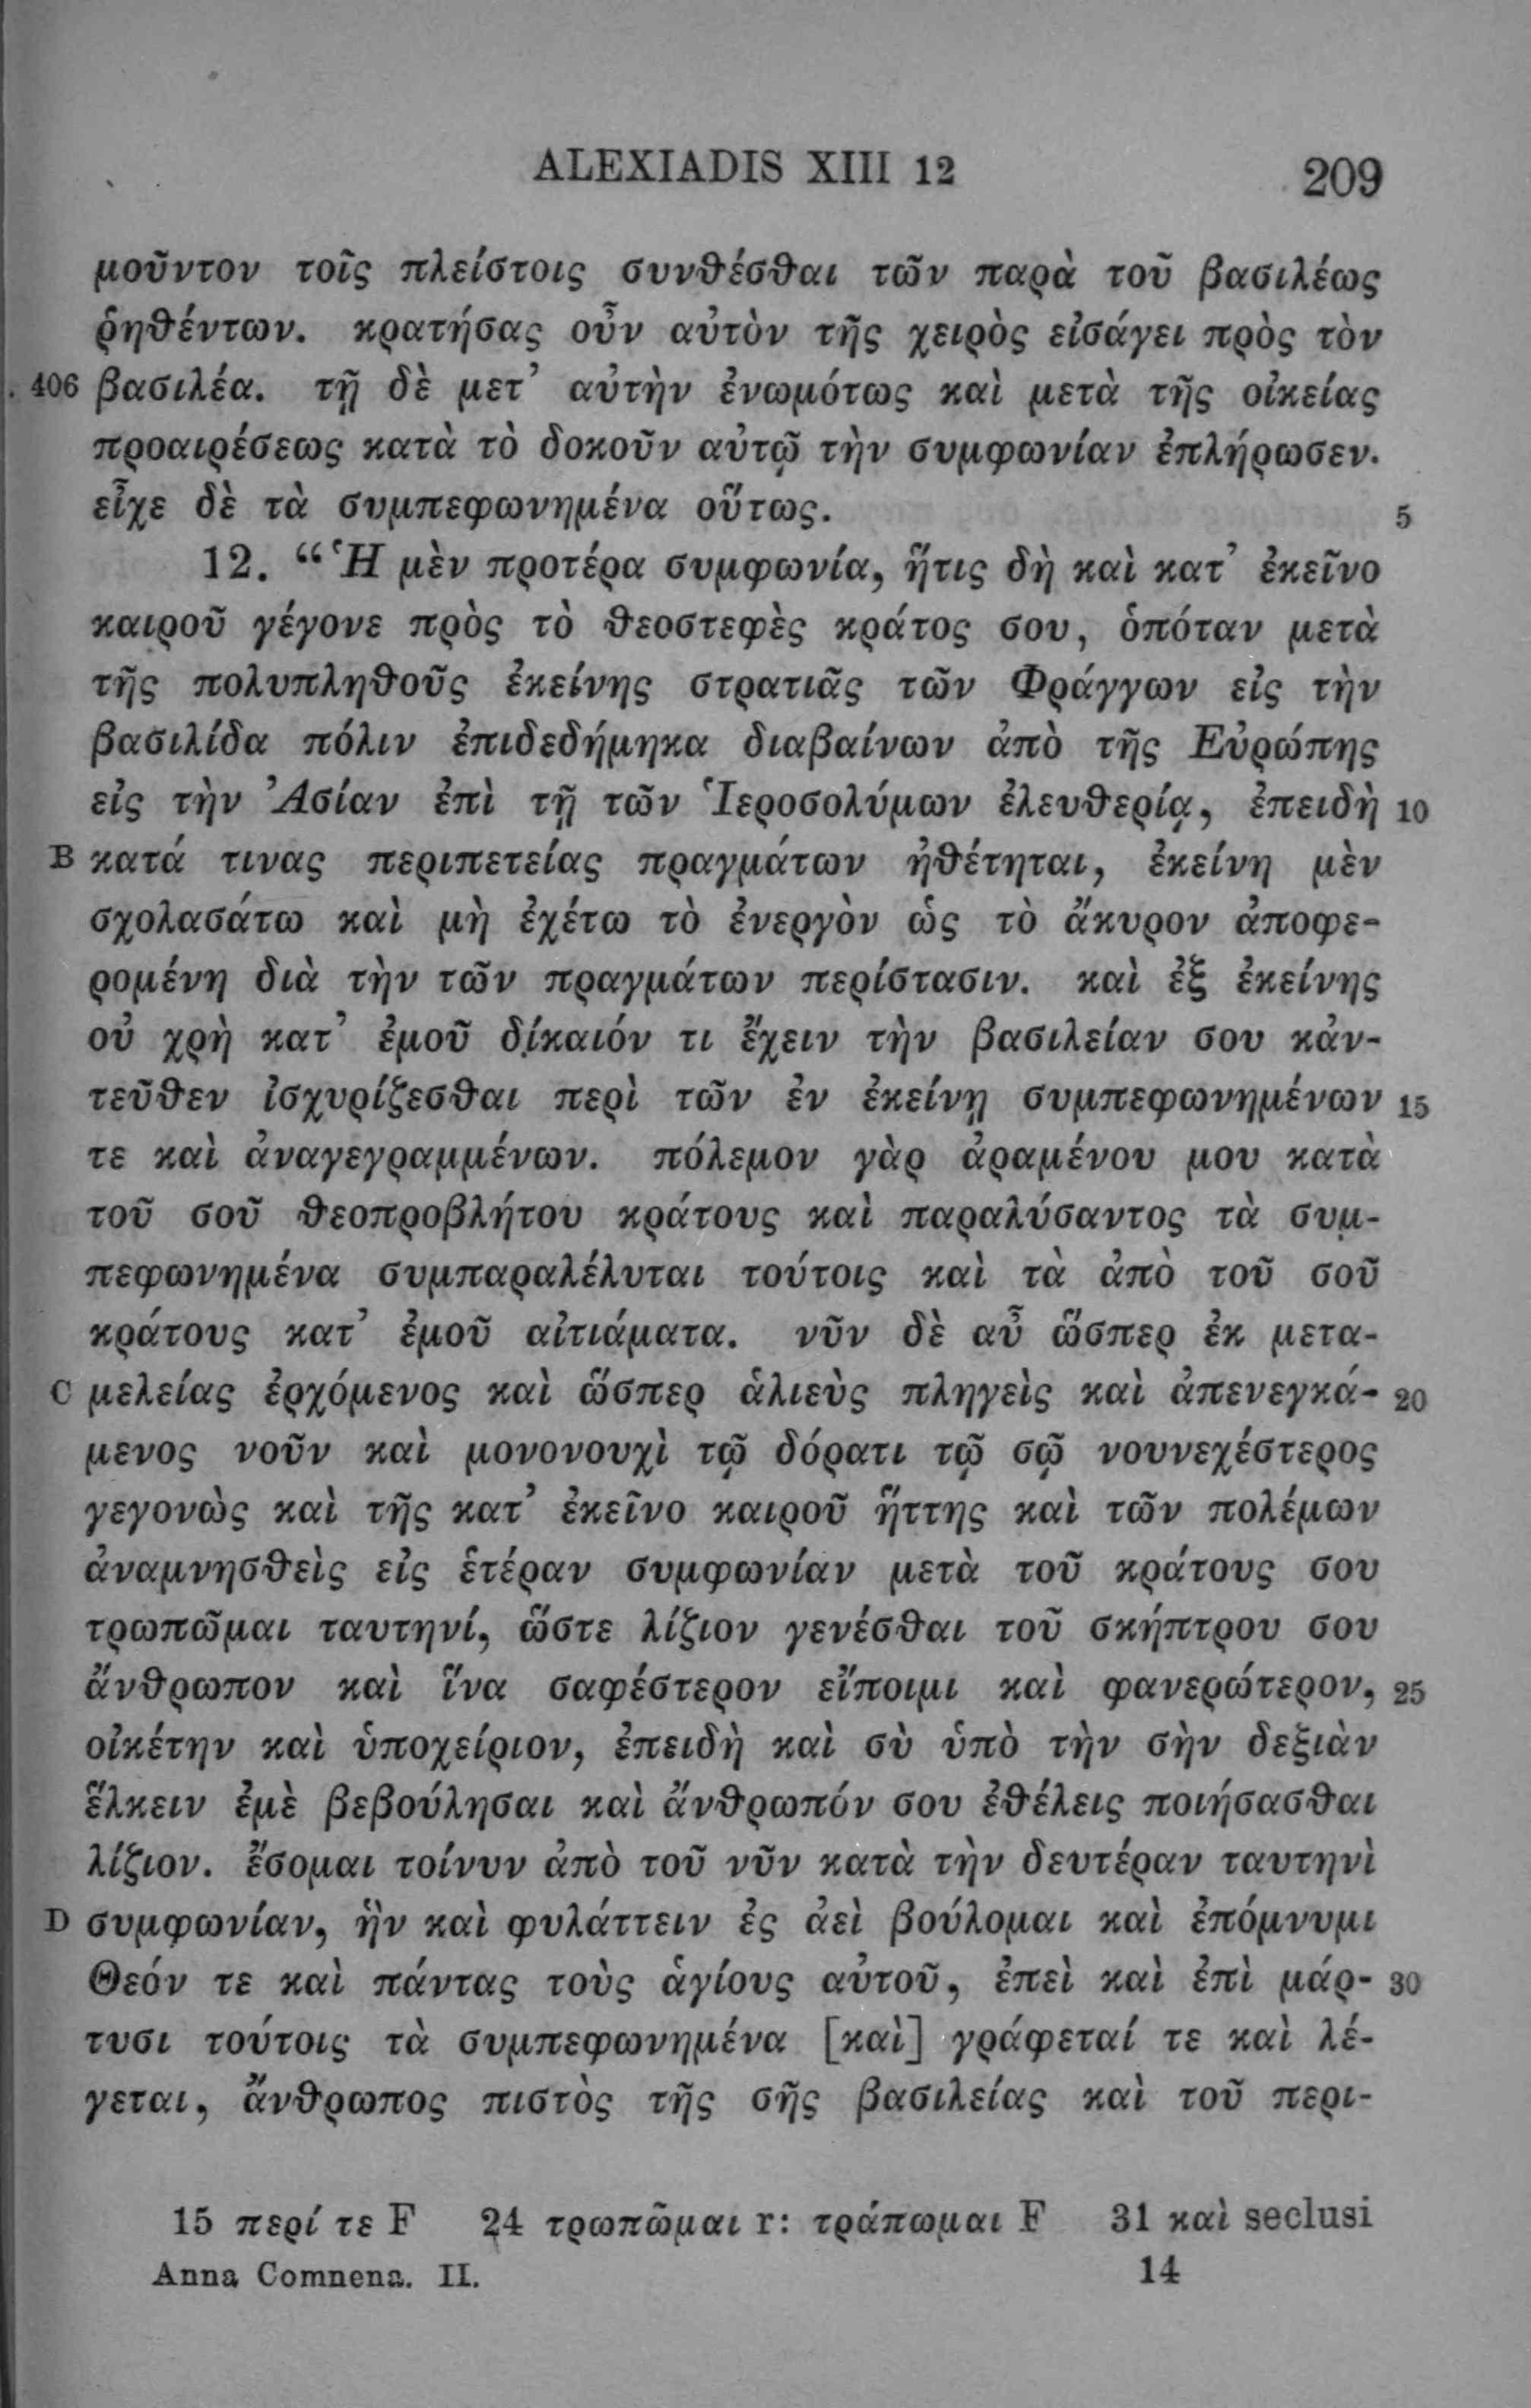 ALEXIADIS XIII 12 209
μοῦντον τοῖς πλείστοις συνθέσθαι τῶν παρὰ τοῦ βασιλέως
ῥηθέντων. κρατήσας οὖν αὐτὸν τῆς χειρὸς εἰσάγει πρὸς τὸν
. 406 βασιλέα. τῇ δὲ μετ’ αὐτὴν ἐνωμότως καὶ μετὰ τῆς οἰκείας
προαιρέσεως κατὰ τὸ δοκοῦν αὐτῷ τὴν συμφωνίαν ἐπλήρωσεν.
εἶχε δὲ τὰ συμπεφωνημένα οὕτως. 5
12. “Ἡ μὲν προτέρα συμφωνία, ἥτις δὴ καὶ κατ’ ἐκεῖνο
καιροῦ γέγονε πρὸς τὸ θεοστεφὲς κράτος σου, ὁπόταν μετὰ
τῆς πολυπληθοῦς ἐκείνης στρατιᾶς τῶν Φράγγων εἰς τὴν
βασιλίδα πόλιν ἐπιδεδήμηκα διαβαίνων ἀπὸ τῆς Εὐρώπης
εἰς τὴν Ἀσίαν ἐπὶ τῇ τῶν Ἱεροσολύμων ἐλευθερίᾳ, ἐπειδὴ 10
B κατά τινας περιπετείας πραγμάτων ἠθέτηται, ἐκείνη μὲν
σχολασάτω καὶ μὴ ἐχέτω τὸ ἐνεργὸν ὡς τὸ ἄκυρον ἀποφε-
ρομένη διὰ τὴν τῶν πραγμάτων περίστασιν. καὶ ἐξ ἐκείνης
οὐ χρὴ κατ’ ἐμοῦ δίκαιόν τι ἔχειν τὴν βασιλείαν σου κἀν-
τεῦθεν ἰσχυρίζεσθαι περὶ τῶν ἐν ἐκείνῃ συμπεφωνημένων 15
τε καὶ ἀναγεγραμμένων. πόλεμον γὰρ ἀραμένου μου κατὰ
τοῦ σοῦ θεοπροβλήτου κράτους καὶ παραλύσαντος τὰ συμ-
πεφωνημένα συμπαραλέλυται τούτοις καὶ τὰ ἀπὸ τοῦ σοῦ
κράτους κατ’ ἐμοῦ αἰτιάματα. νῦν δὲ αὖ ὥσπερ ἐκ μετα-
C μελείας ἐρχόμενος καὶ ὥσπερ ἁλιεὺς πληγεὶς καὶ ἀπενεγκά- 20
μενος νοῦν καὶ μονονουχὶ τῷ δόρατι τῷ σῷ νουνεχέστερος
γεγονὼς καὶ τῆς κατ’ ἐκεῖνο καιροῦ ἥττης καὶ τῶν πολέμων
ἀναμνησθεὶς εἰς ἑτέραν συμφωνίαν μετὰ τοῦ κράτους σου
τρωπῶμαι ταυτηνί, ὥστε λίζιον γενέσθαι τοῦ σκήπτρου σου
ἄνθρωπον καὶ ἵνα σαφέστερον εἴποιμι καὶ φανερώτερον, 25
οἰκέτην καὶ ὑποχείριον, ἐπειδὴ καὶ σὺ ὑπὸ τὴν σὴν δεξιὰν
ἕλκειν ἐμὲ βεβούλησαι καὶ ἄνθρωπόν σου ἐθέλεις ποιήσασθαι
λίζιον. ἔσομαι τοίνυν ἀπὸ τοῦ νῦν κατὰ τὴν δευτέραν ταυτηνὶ
D συμφωνίαν, ἣν καὶ φυλάττειν ἐς ἀεὶ βούλομαι καὶ ἐπόμνυμι
Θεόν τε καὶ πάντας τοὺς ἁγίους αὐτοῦ, ἐπεὶ καὶ ἐπὶ μάρ- 30
τυσι τούτοις τὰ συμπεφωνημένα [καὶ] γράφεταί τε καὶ λέ-
γεται, ἄνθρωπος πιστὸς τῆς σῆς βασιλείας καὶ τοῦ περι-
15 περί τε F 24 τρωπῶμαι r: τράπωμαι F 31 καὶ seclusi
Anna Comnena. II. 14